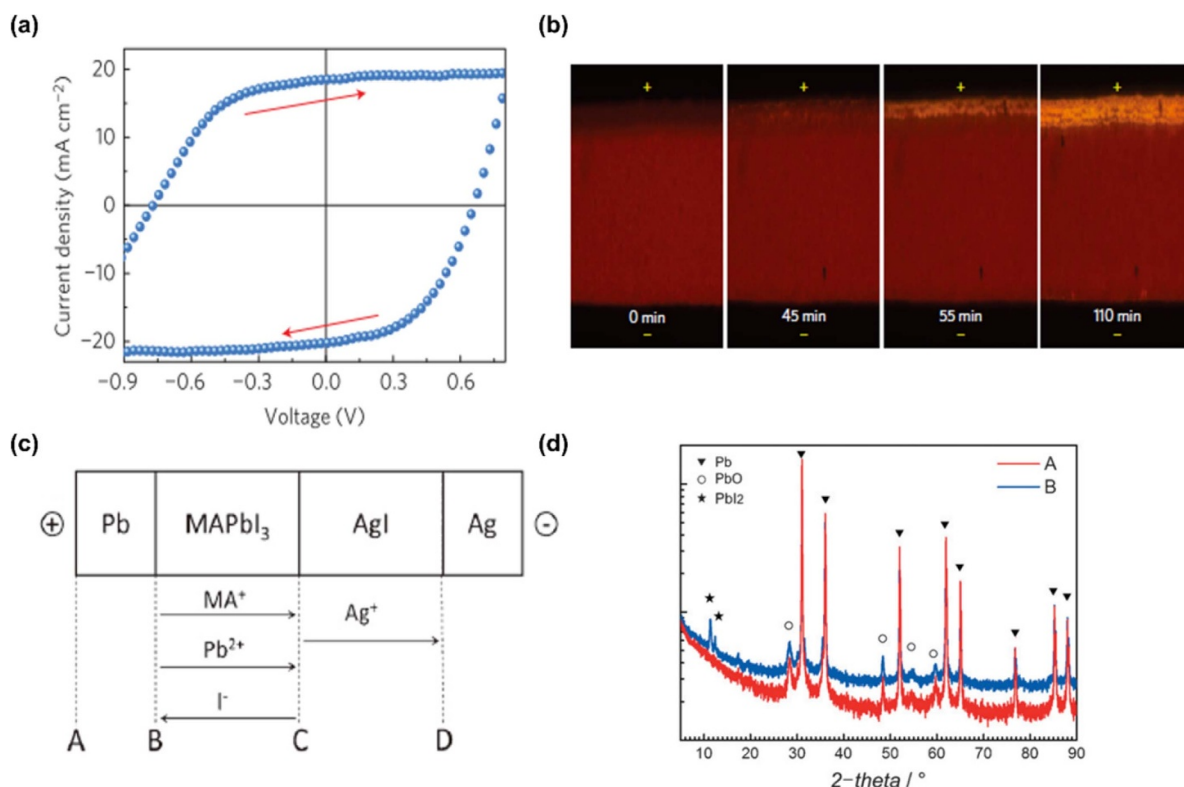 (a)
20
10
0
−10
−20
Current density (mA cm⁻²)
−0.9
−0.6
−0.3
0.0
0.3
0.6
Voltage (V)
(b)
+
+
+
+
0 min
45 min
55 min
110 min
−
−
−
−
(c)
+
Pb
MAPbI₃
AgI
Ag
-
MA⁺
Ag⁺
Pb²⁺
I⁻
A
B
C
D
(d)
▼ Pb
○ PbO
★ PbI2
A
B
10
20
30
40
50
60
70
80
90
2−theta / °